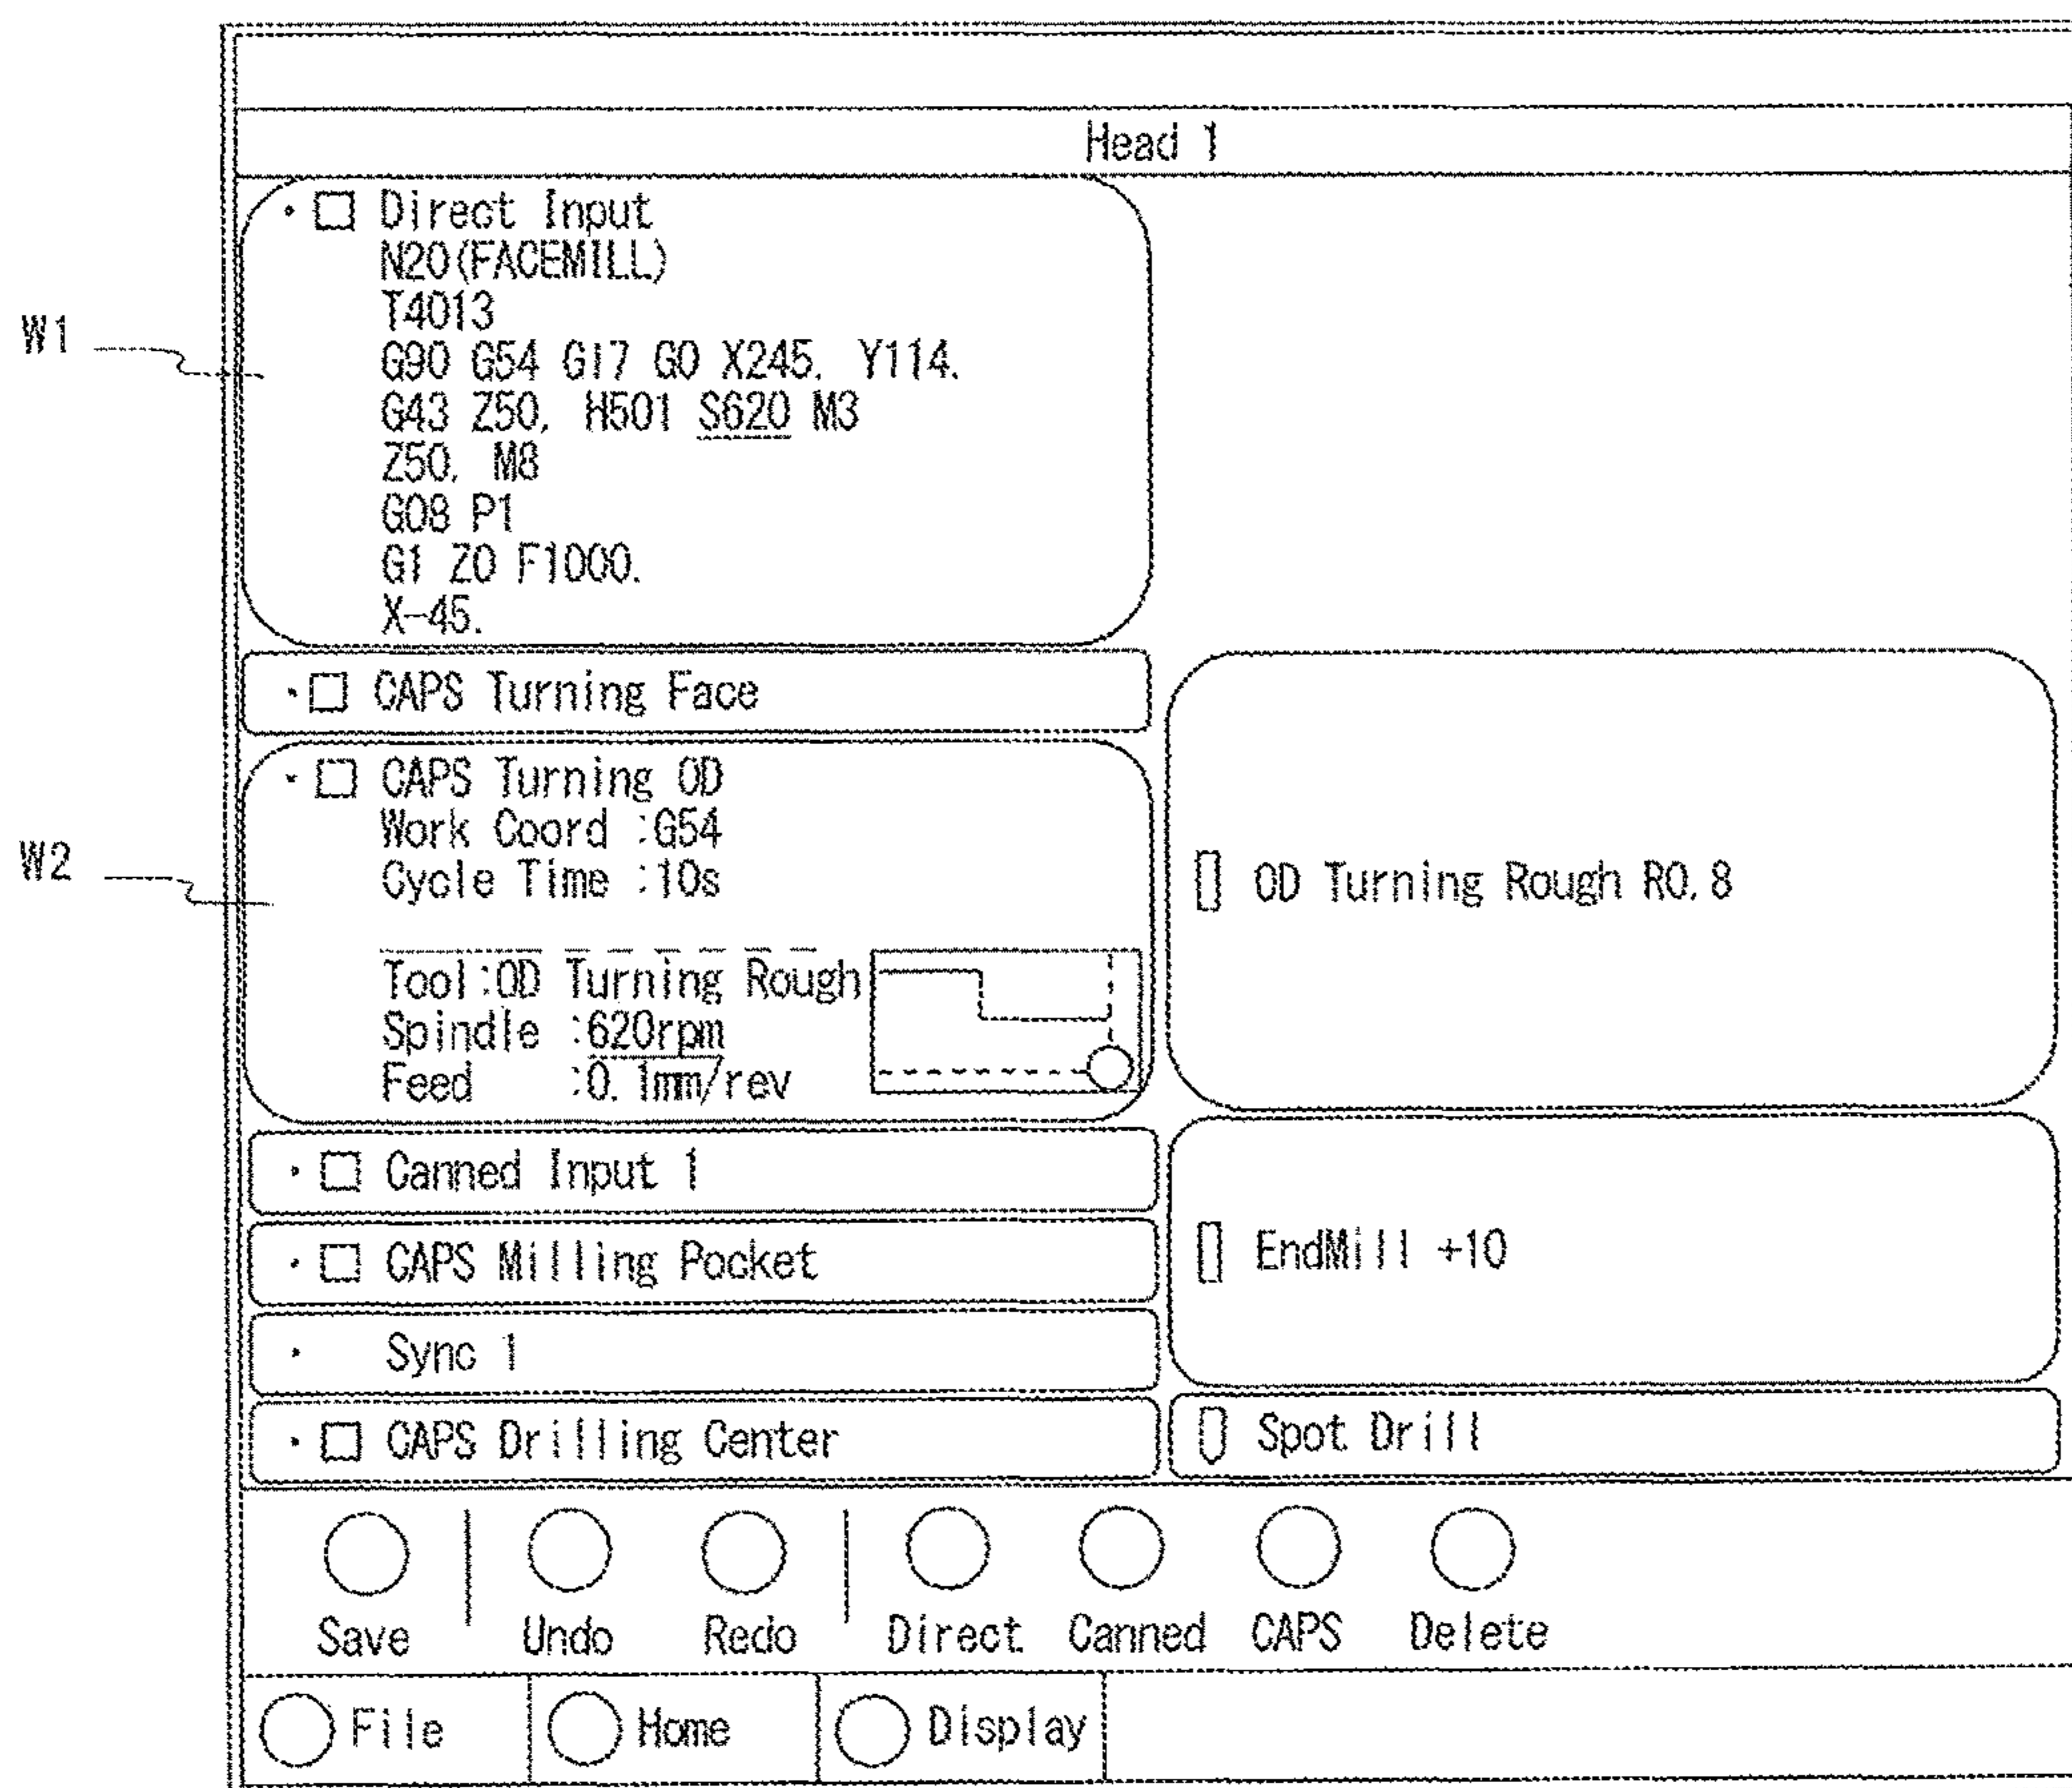 Head 1
Direct Input
N20(FACEMILL)
T4013
G90 G54 G17 G0 X245. Y114.
G43 Z50. H501 S620 M3
Z50. M8
G08 P1
G1 Z0 F1000.
X-45.
W1
CAPS Turning Face
CAPS Turning OD
Work Coord :G54
Cycle Time :10s
W2
Tool:OD Turning Rough
Spindle :620rpm
Feed :0.1mm/rev
OD Turning Rough R0.8
Canned Input 1
CAPS Milling Pocket
EndMill +10
Sync 1
CAPS Drilling Center
Spot Drill
Save Undo Redo Direct Canned CAPS Delete
File Home Display